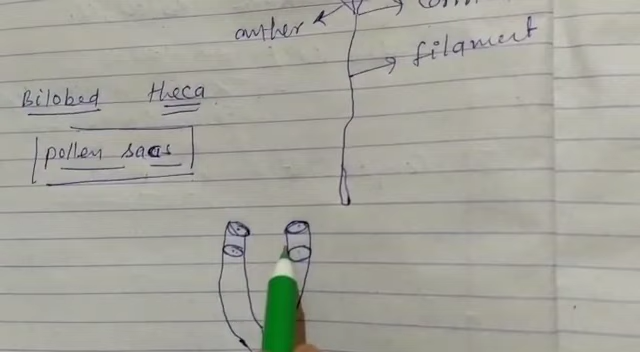 anther
filament
Bilobed theca
pollen sacs